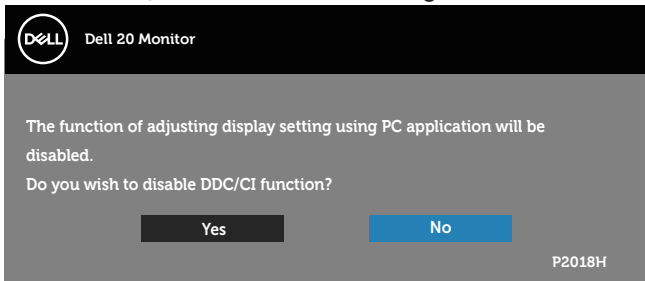 DELL
Dell 20 Monitor
The function of adjusting display setting using PC application will be
disabled.
Do you wish to disable DDC/CI function?
Yes
No
P2018H